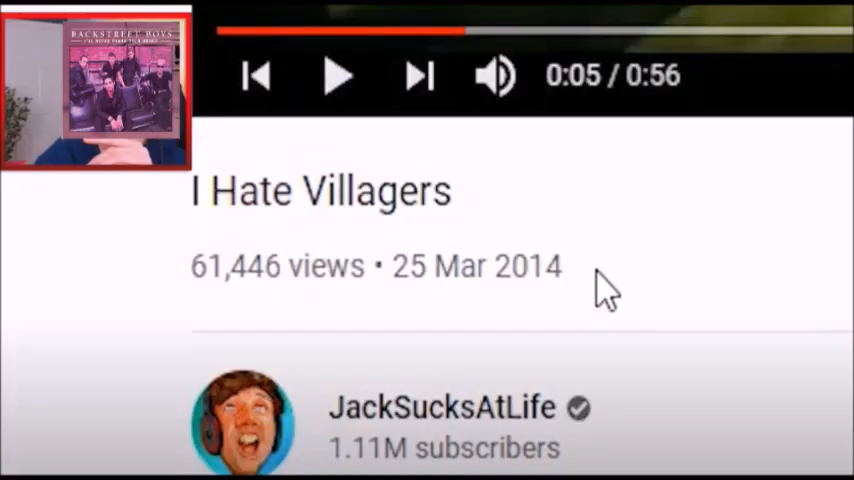 BACKSTREET BOYS
0:05 / 0:56
I Hate Villagers
61,446 views • 25 Mar 2014
JackSucksAtLife
1.11M subscribers